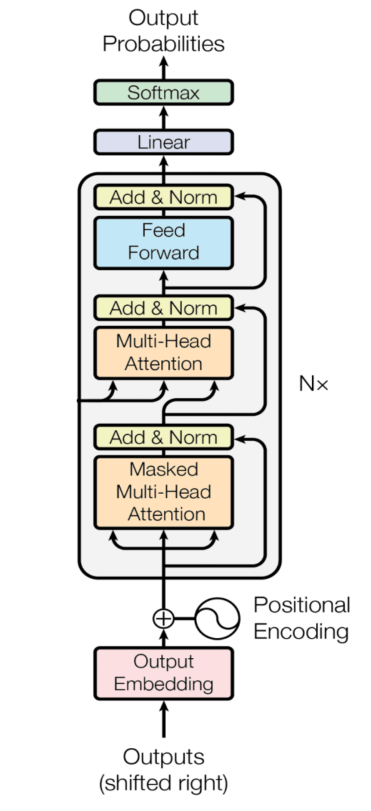 Output
Probabilities
Softmax
Linear
Add & Norm
Feed
Forward
Add & Norm
Multi-Head
Attention
N×
Add & Norm
Masked
Multi-Head
Attention
Positional
Encoding
Output
Embedding
Outputs
(shifted right)